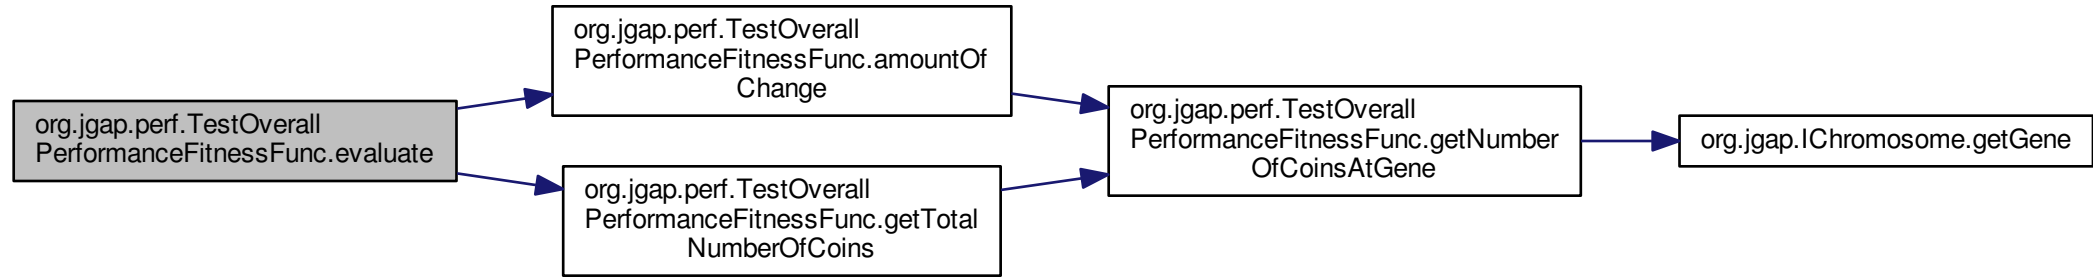 org.jgap.perf.TestOverall
PerformanceFitnessFunc.evaluate
org.jgap.perf.TestOverall
PerformanceFitnessFunc.amountOf
Change
org.jgap.perf.TestOverall
PerformanceFitnessFunc.getTotal
NumberOfCoins
org.jgap.perf.TestOverall
PerformanceFitnessFunc.getNumber
OfCoinsAtGene
org.jgap.IChromosome.getGene